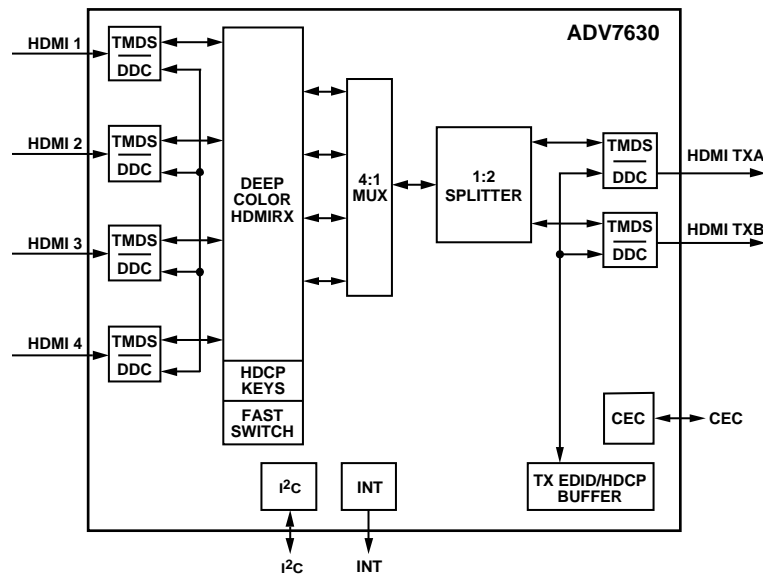 ADV7630
HDMI 1
TMDS
DDC
HDMI 2
TMDS
DDC
HDMI 3
TMDS
DDC
HDMI 4
TMDS
DDC
DEEP
COLOR
HDMIRX
HDCP
KEYS
FAST
SWITCH
4:1
MUX
1:2
SPLITTER
TMDS
DDC
HDMI TXA
TMDS
DDC
HDMI TXB
CEC
CEC
TX EDID/HDCP
BUFFER
I2C
INT
I2C
INT